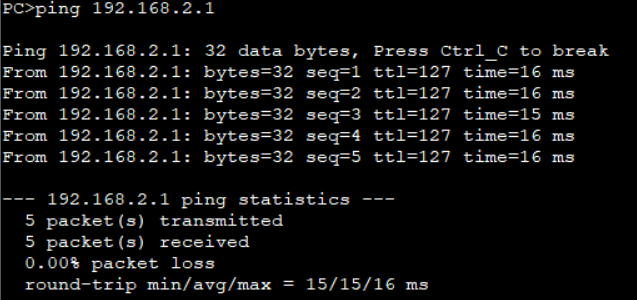 PC>ping 192.168.2.1
Ping 192.168.2.1: 32 data bytes, Press Ctrl_C to break
From 192.168.2.1: bytes=32 seq=1 ttl=127 time=16 ms
From 192.168.2.1: bytes=32 seq=2 ttl=127 time=16 ms
From 192.168.2.1: bytes=32 seq=3 ttl=127 time=15 ms
From 192.168.2.1: bytes=32 seq=4 ttl=127 time=16 ms
From 192.168.2.1: bytes=32 seq=5 ttl=127 time=16 ms
--- 192.168.2.1 ping statistics ---
5 packet(s) transmitted
5 packet(s) received
0.00% packet loss
round-trip min/avg/max = 15/15/16 ms